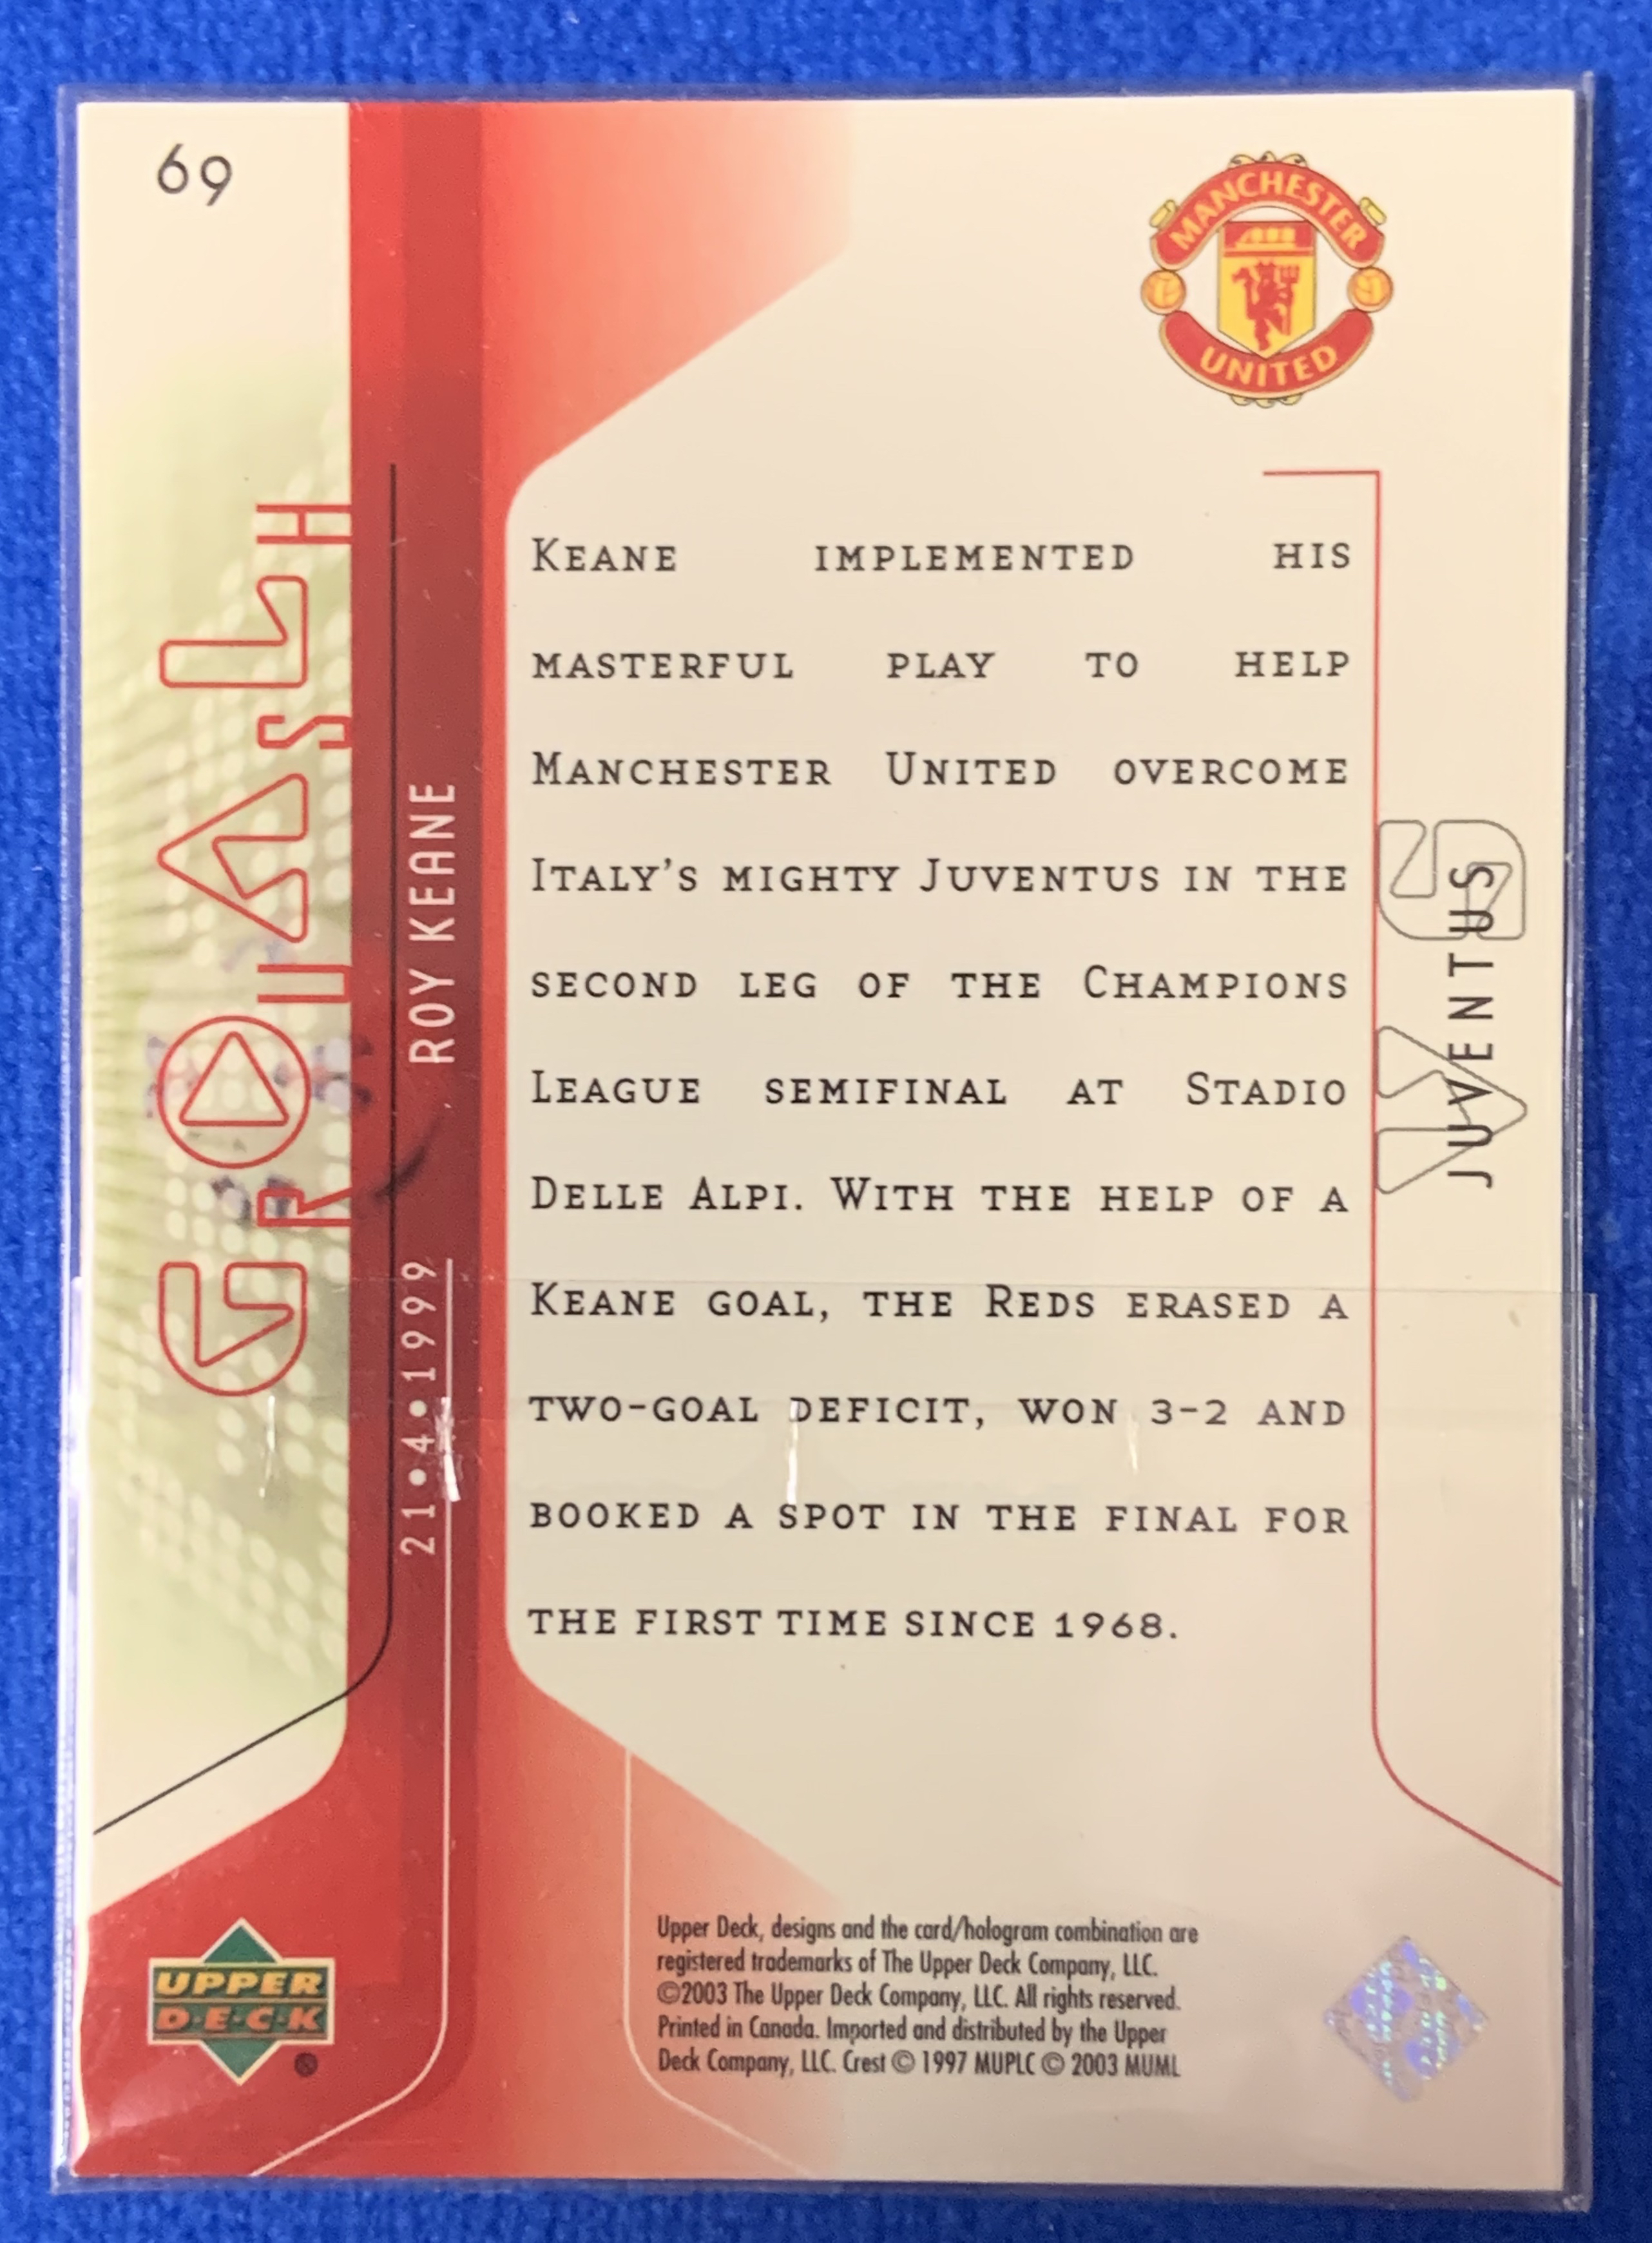 69
MANCHESTER
UNITED
GOAL RUSH
ROY KEANE
21•4•1999
KEANE IMPLEMENTED HIS
MASTERFUL PLAY TO HELP
MANCHESTER UNITED OVERCOME
ITALY'S MIGHTY JUVENTUS IN THE
SECOND LEG OF THE CHAMPIONS
LEAGUE SEMIFINAL AT STADIO
DELLE ALPI. WITH THE HELP OF A
KEANE GOAL, THE REDS ERASED A
TWO-GOAL DEFICIT, WON 3-2 AND
BOOKED A SPOT IN THE FINAL FOR
THE FIRST TIME SINCE 1968.
VS
JUVENTUS
UPPER
D•E•C•K
®
Upper Deck, designs and the card/hologram combination are
registered trademarks of The Upper Deck Company, LLC.
©2003 The Upper Deck Company, LLC. All rights reserved.
Printed in Canada. Imported and distributed by the Upper
Deck Company, LLC. Crest © 1997 MUPLC © 2003 MUML